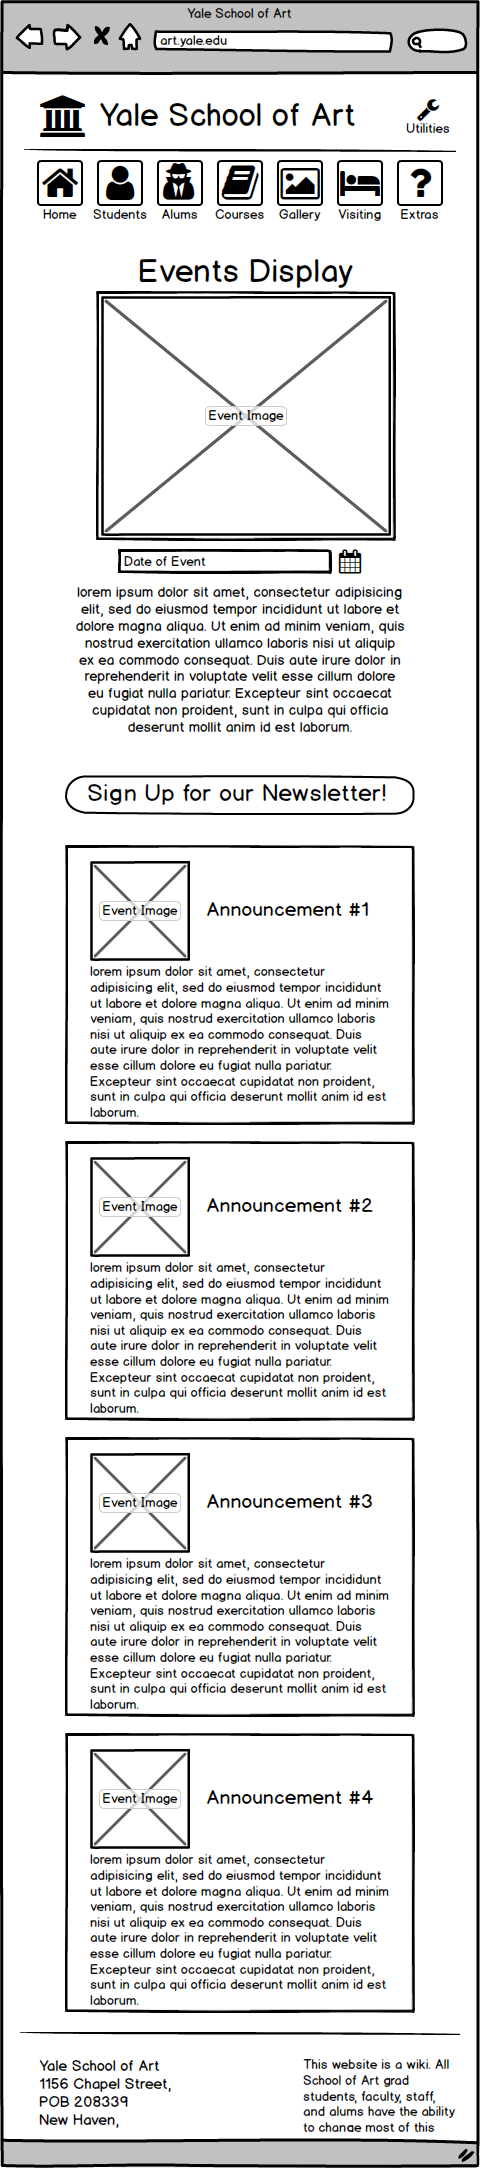 Yale School of Art
art.yale.edu
Yale School of Art
Utilities
Home Students Alums Courses Gallery Visiting Extras
Events Display
Event Image
Date of Event
lorem ipsum dolor sit amet, consectetur adipisicing
elit, sed do eiusmod tempor incididunt ut labore et
dolore magna aliqua. Ut enim ad minim veniam, quis
nostrud exercitation ullamco laboris nisi ut aliquip
ex ea commodo consequat. Duis aute irure dolor in
reprehenderit in voluptate velit esse cillum dolore
eu fugiat nulla pariatur. Excepteur sint occaecat
cupidatat non proident, sunt in culpa qui officia
deserunt mollit anim id est laborum.
Sign Up for our Newsletter!
Event Image
Announcement #1
lorem ipsum dolor sit amet, consectetur
adipisicing elit, sed do eiusmod tempor incididunt
ut labore et dolore magna aliqua. Ut enim ad minim
veniam, quis nostrud exercitation ullamco laboris
nisi ut aliquip ex ea commodo consequat. Duis
aute irure dolor in reprehenderit in voluptate velit
esse cillum dolore eu fugiat nulla pariatur.
Excepteur sint occaecat cupidatat non proident,
sunt in culpa qui officia deserunt mollit anim id est
laborum.
Event Image
Announcement #2
lorem ipsum dolor sit amet, consectetur
adipisicing elit, sed do eiusmod tempor incididunt
ut labore et dolore magna aliqua. Ut enim ad minim
veniam, quis nostrud exercitation ullamco laboris
nisi ut aliquip ex ea commodo consequat. Duis
aute irure dolor in reprehenderit in voluptate velit
esse cillum dolore eu fugiat nulla pariatur.
Excepteur sint occaecat cupidatat non proident,
sunt in culpa qui officia deserunt mollit anim id est
laborum.
Event Image
Announcement #3
lorem ipsum dolor sit amet, consectetur
adipisicing elit, sed do eiusmod tempor incididunt
ut labore et dolore magna aliqua. Ut enim ad minim
veniam, quis nostrud exercitation ullamco laboris
nisi ut aliquip ex ea commodo consequat. Duis
aute irure dolor in reprehenderit in voluptate velit
esse cillum dolore eu fugiat nulla pariatur.
Excepteur sint occaecat cupidatat non proident,
sunt in culpa qui officia deserunt mollit anim id est
laborum.
Event Image
Announcement #4
lorem ipsum dolor sit amet, consectetur
adipisicing elit, sed do eiusmod tempor incididunt
ut labore et dolore magna aliqua. Ut enim ad minim
veniam, quis nostrud exercitation ullamco laboris
nisi ut aliquip ex ea commodo consequat. Duis
aute irure dolor in reprehenderit in voluptate velit
esse cillum dolore eu fugiat nulla pariatur.
Excepteur sint occaecat cupidatat non proident,
sunt in culpa qui officia deserunt mollit anim id est
laborum.
Yale School of Art
1156 Chapel Street,
POB 208339
New Haven,
This website is a wiki. All
School of Art grad
students, faculty, staff,
and alums have the ability
to change most of this